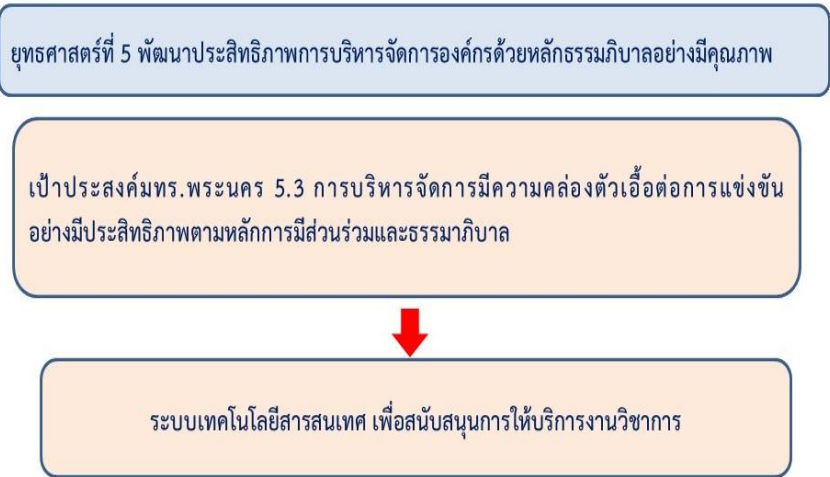 ยุทธศาสตร์ที่ 5 พัฒนาประสิทธิภาพการบริหารจัดการองค์กรด้วยหลักธรรมภิบาลอย่างมีคุณภาพ
เป้าประสงค์มทร.พระนคร 5.3 การบริหารจัดการมีความคล่องตัวเอื้อต่อการแข่งขัน
อย่างมีประสิทธิภาพตามหลักการมีส่วนร่วมและธรรมาภิบาล
ระบบเทคโนโลยีสารสนเทศ เพื่อสนับสนุนการให้บริการงานวิชาการ